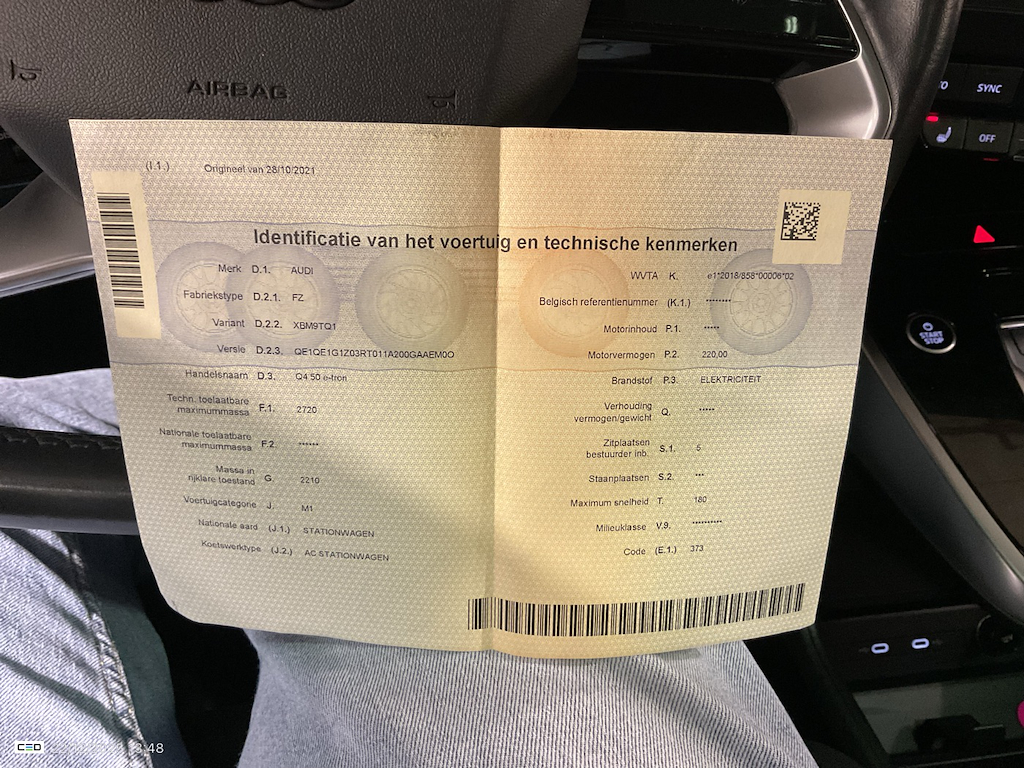 AIRBAG
SYNC
OFF
START
STOP
(I.1.) Origineel van 28/10/2021
Identificatie van het voertuig en technische kenmerken
Merk D.1. AUDI
Fabriekstype D.2.1. FZ
Variant D.2.2. XBM9TQ1
Versie D.2.3. QE1QE1G1Z03RT011A200GAAEM0O
Handelsnaam D.3. Q4 50 e-tron
Techn. toelaatbare
maximummassa F.1. 2720
Nationale toelaatbare
maximummassa F.2. ******
Massa in
rijklare toestand G. 2210
Voertuigcategorie J. M1
Nationale aard (J.1.) STATIONWAGEN
Koetswerktype (J.2.) AC STATIONWAGEN
WVTA K. e1*2018/858*00006*02
Belgisch referentienummer (K.1.) ********
Motorinhoud P.1. *****
Motorvermogen P.2. 220,00
Brandstof P.3. ELEKTRICITEIT
Verhouding
vermogen/gewicht Q. *****
Zitplaatsen
bestuurder inb. S.1. 5
Staanplaatsen S.2. ***
Maximum snelheid T. 180
Milieuklasse V.9. **********
Code (E.1.) 373